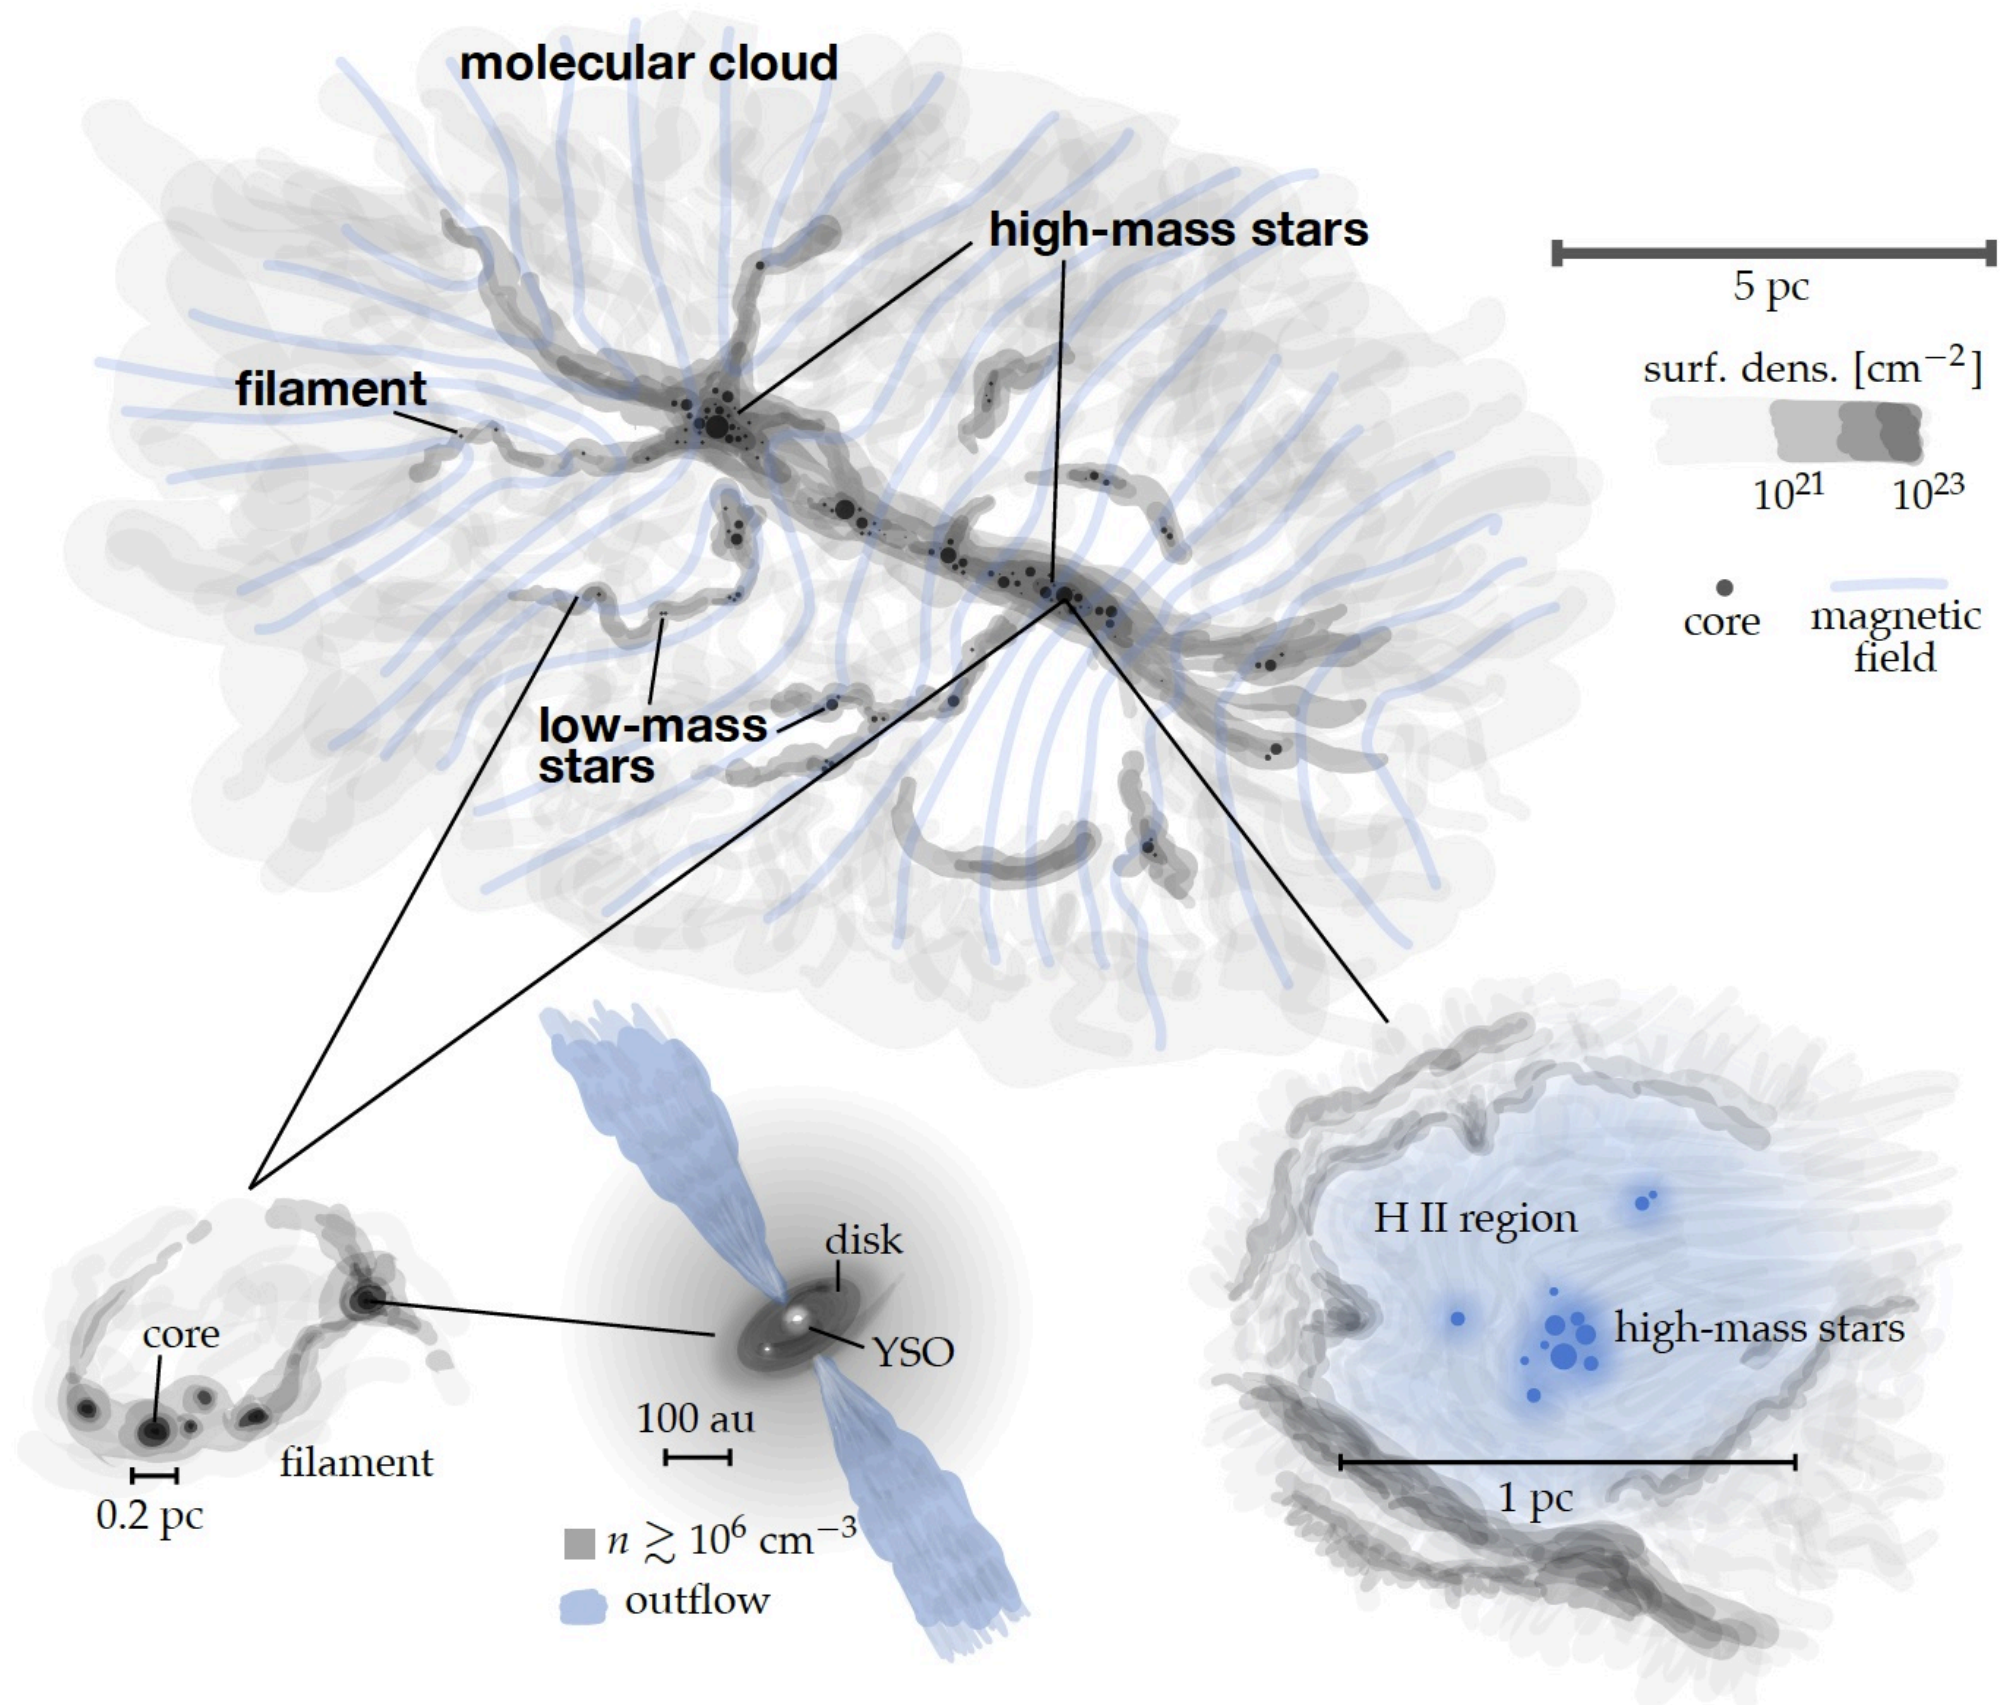 molecular cloud
high-mass stars
5 pc
surf. dens. [cm⁻²]
10²¹ 10²³
filament
core
magnetic
field
low-mass
stars
H II region
high-mass stars
1 pc
disk
YSO
100 au
n ≳ 10⁶ cm⁻³
outflow
core
filament
0.2 pc